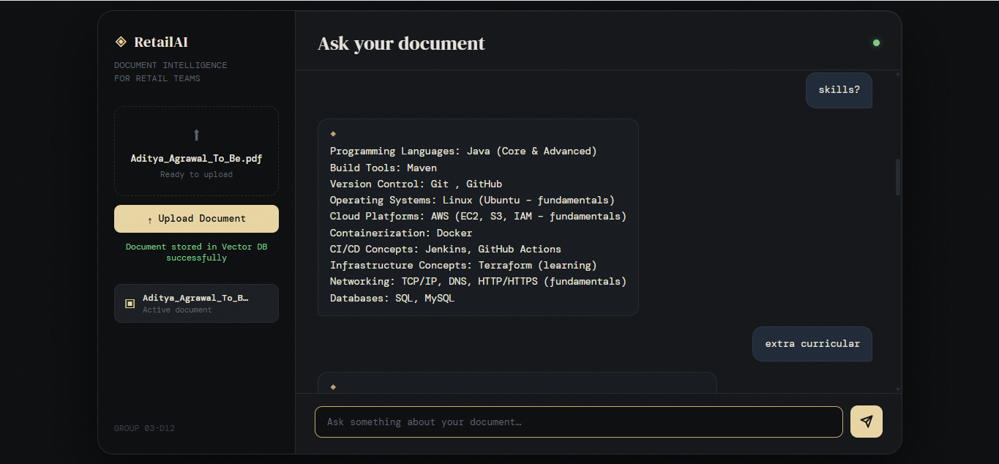 RetailAI
DOCUMENT INTELLIGENCE
FOR RETAIL TEAMS
Aditya_Agrawal_To_Be.pdf
Ready to upload
↑ Upload Document
Document stored in Vector DB
successfully
Aditya_Agrawal_To_B…
Active document
GROUP 03-D12
Ask your document
skills?
Programming Languages: Java (Core & Advanced)
Build Tools: Maven
Version Control: Git , GitHub
Operating Systems: Linux (Ubuntu – fundamentals)
Cloud Platforms: AWS (EC2, S3, IAM – fundamentals)
Containerization: Docker
CI/CD Concepts: Jenkins, GitHub Actions
Infrastructure Concepts: Terraform (learning)
Networking: TCP/IP, DNS, HTTP/HTTPS (fundamentals)
Databases: SQL, MySQL
extra curricular
Ask something about your document…